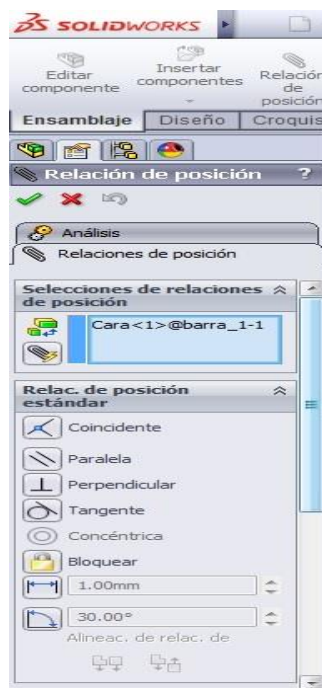 SOLIDWORKS
Editar componente
Insertar componentes
Relación de posición
Ensamblaje Diseño Croquis
Relación de posición ?
Análisis
Relaciones de posición
Selecciones de relaciones
de posición
Cara<1>@barra_1-1
Relac. de posición
estándar
Coincidente
Paralela
Perpendicular
Tangente
Concéntrica
Bloquear
1.00mm
30.00°
Alineac. de relac. de